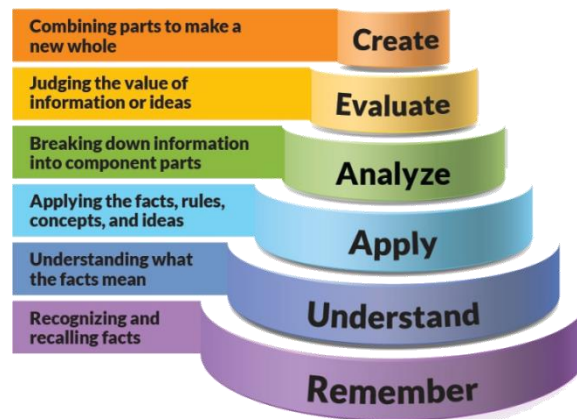 Combining parts to make a
new whole
Create
Judging the value of
information or ideas
Evaluate
Breaking down information
into component parts
Analyze
Applying the facts, rules,
concepts, and ideas
Apply
Understanding what
the facts mean
Understand
Recognizing and
recalling facts
Remember